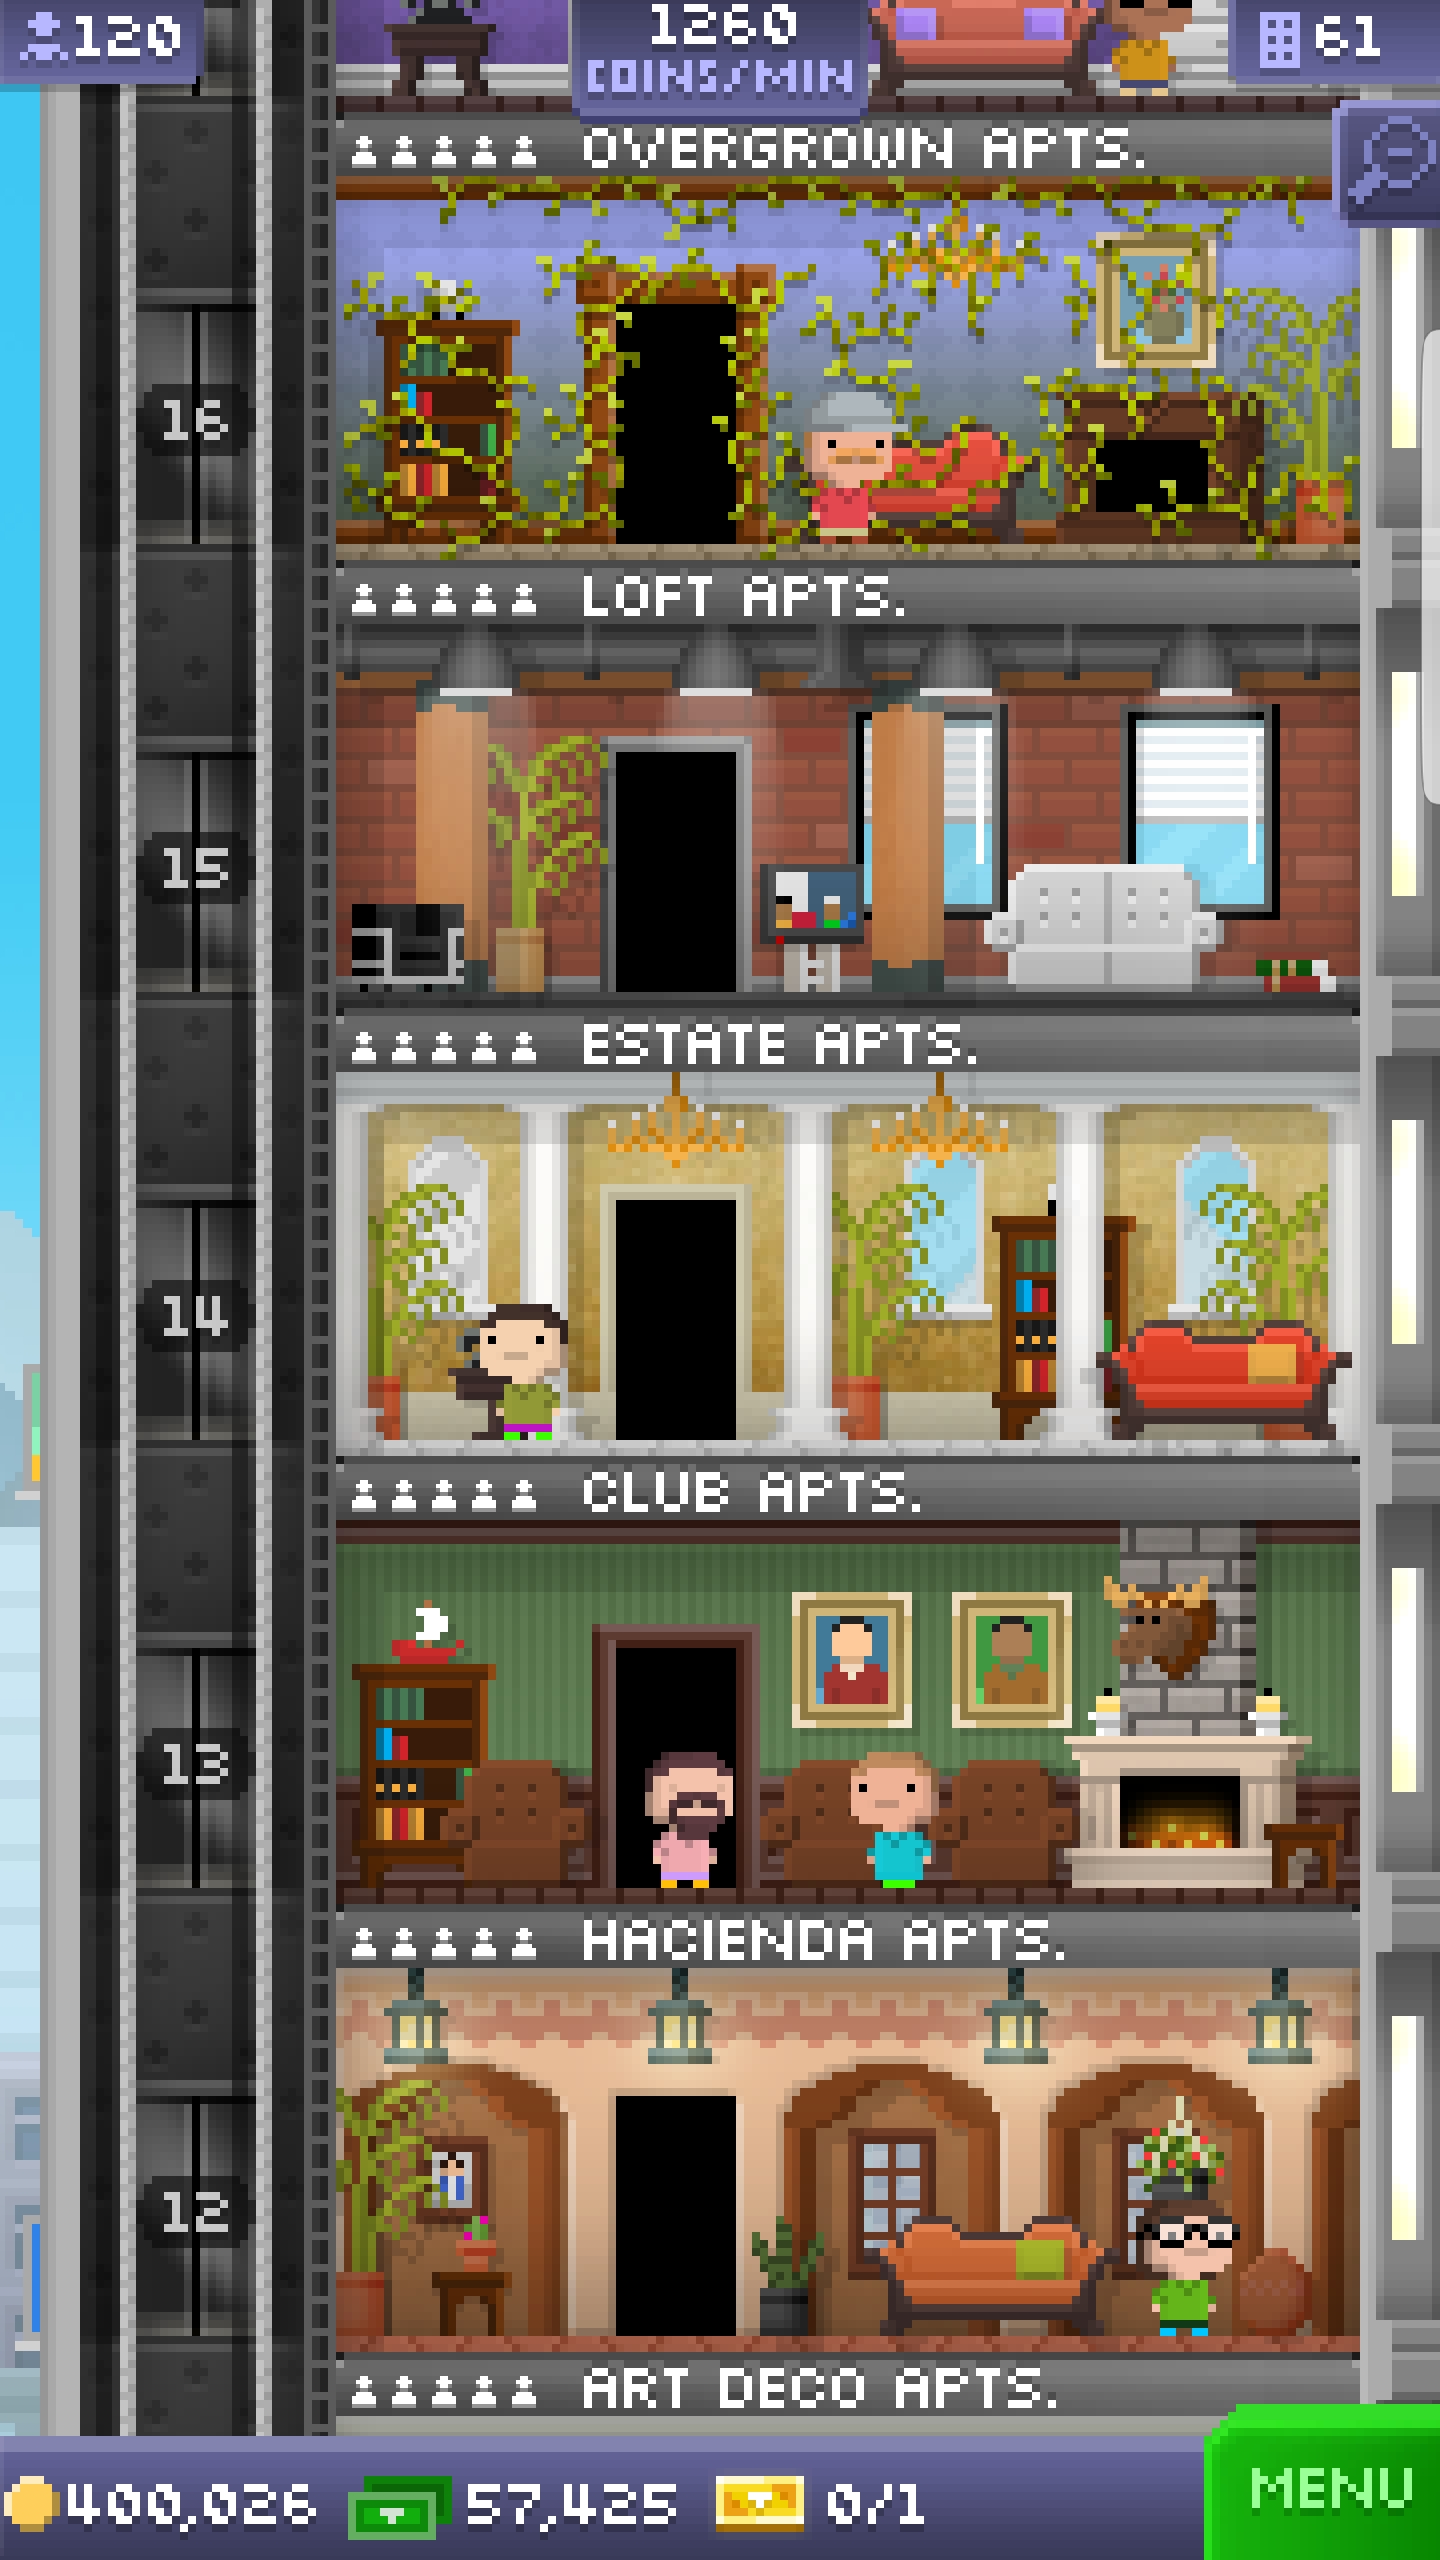 120
1260
COINS/MIN
61
OVERGROWN APTS.
16
LOFT APTS.
15
ESTATE APTS.
14
CLUB APTS.
13
HACIENDA APTS.
12
ART DECO APTS.
400,026
57,425
0/1
MENU